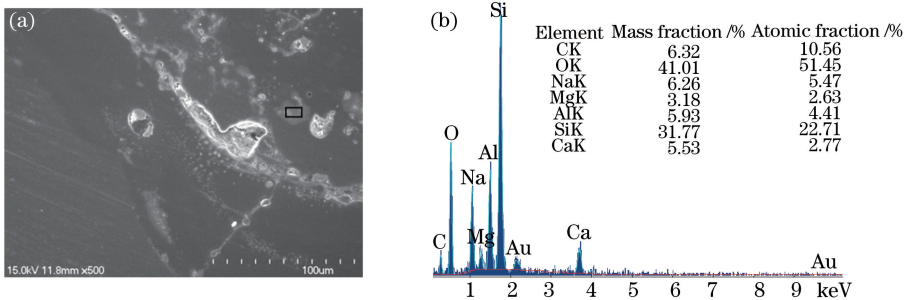 (a)
15.0kV 11.8mm x500
100um
(b)
Si
O
Al
Na
Mg
C
Au
Ca
Au
1 2 3 4 5 6 7 8 9 keV
Element Mass fraction /% Atomic fraction /%
CK 6.32 10.56
OK 41.01 51.45
NaK 6.26 5.47
MgK 3.18 2.63
AlK 5.93 4.41
SiK 31.77 22.71
CaK 5.53 2.77